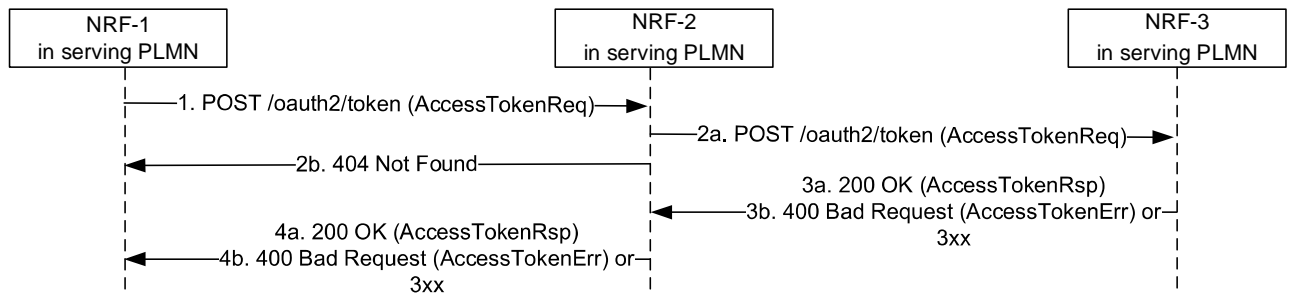 NRF-1
in serving PLMN
NRF-2
in serving PLMN
NRF-3
in serving PLMN
1. POST /oauth2/token (AccessTokenReq)
2a. POST /oauth2/token (AccessTokenReq)
2b. 404 Not Found
3a. 200 OK (AccessTokenRsp)
3b. 400 Bad Request (AccessTokenErr) or
3xx
4a. 200 OK (AccessTokenRsp)
4b. 400 Bad Request (AccessTokenErr) or
3xx